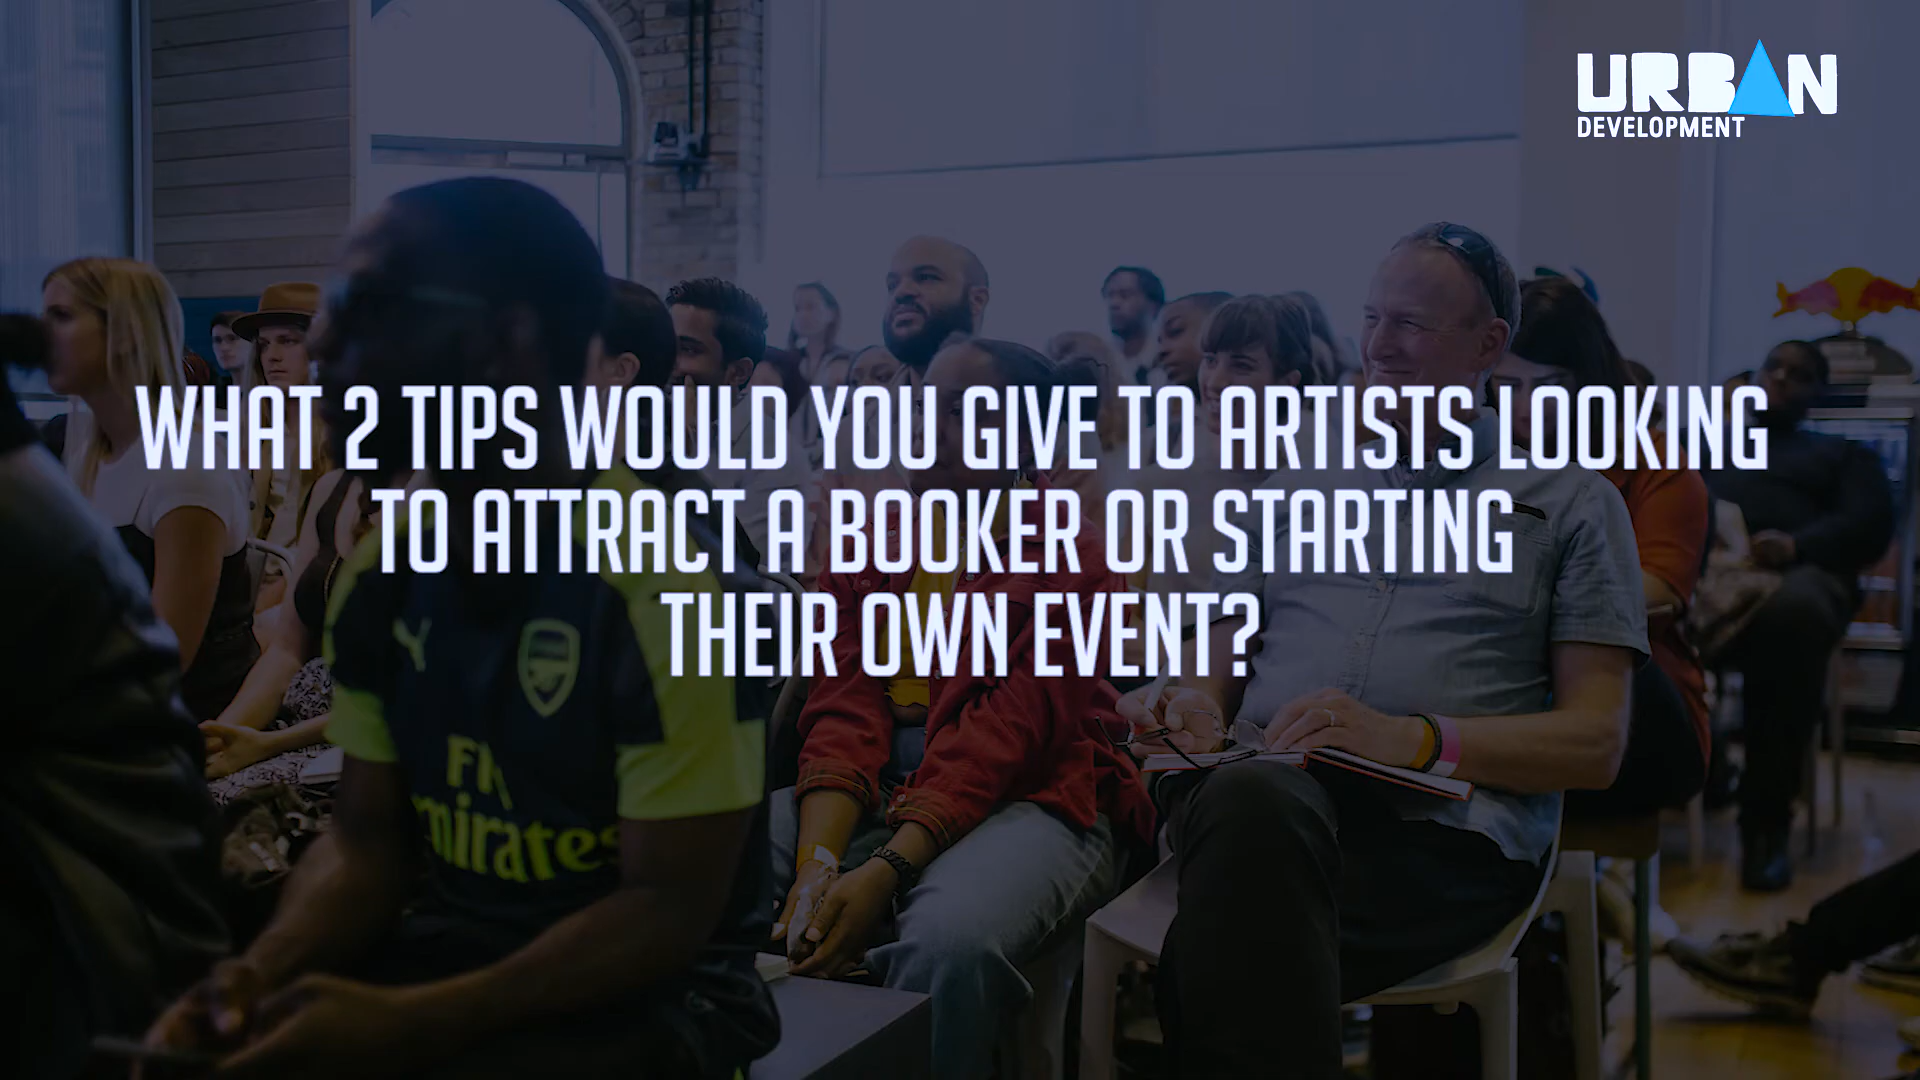 URBAN
DEVELOPMENT
WHAT 2 TIPS WOULD YOU GIVE TO ARTISTS LOOKING
TO ATTRACT A BOOKER OR STARTING
THEIR OWN EVENT?
Emirates